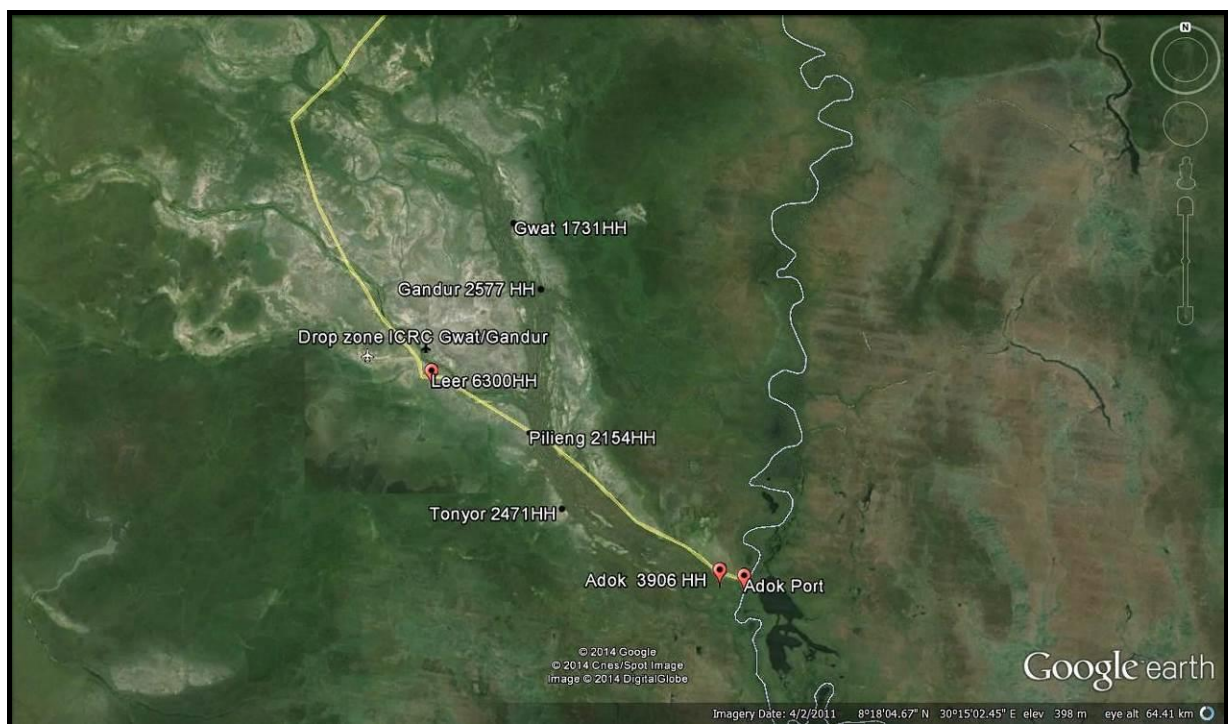 N
Gwat 1731HH
Gandur 2577 HH
Drop zone ICRC Gwat/Gandur
Leer 6300HH
Pilieng 2154HH
Tonyor 2471HH
Adok 3906 HH
Adok Port
© 2014 Google
© 2014 Cnes/Spot Image
Image © 2014 DigitalGlobe
Google earth
Imagery Date: 4/2/2011 8°18'04.67" N 30°15'02.45" E elev 398 m eye alt 64.41 km